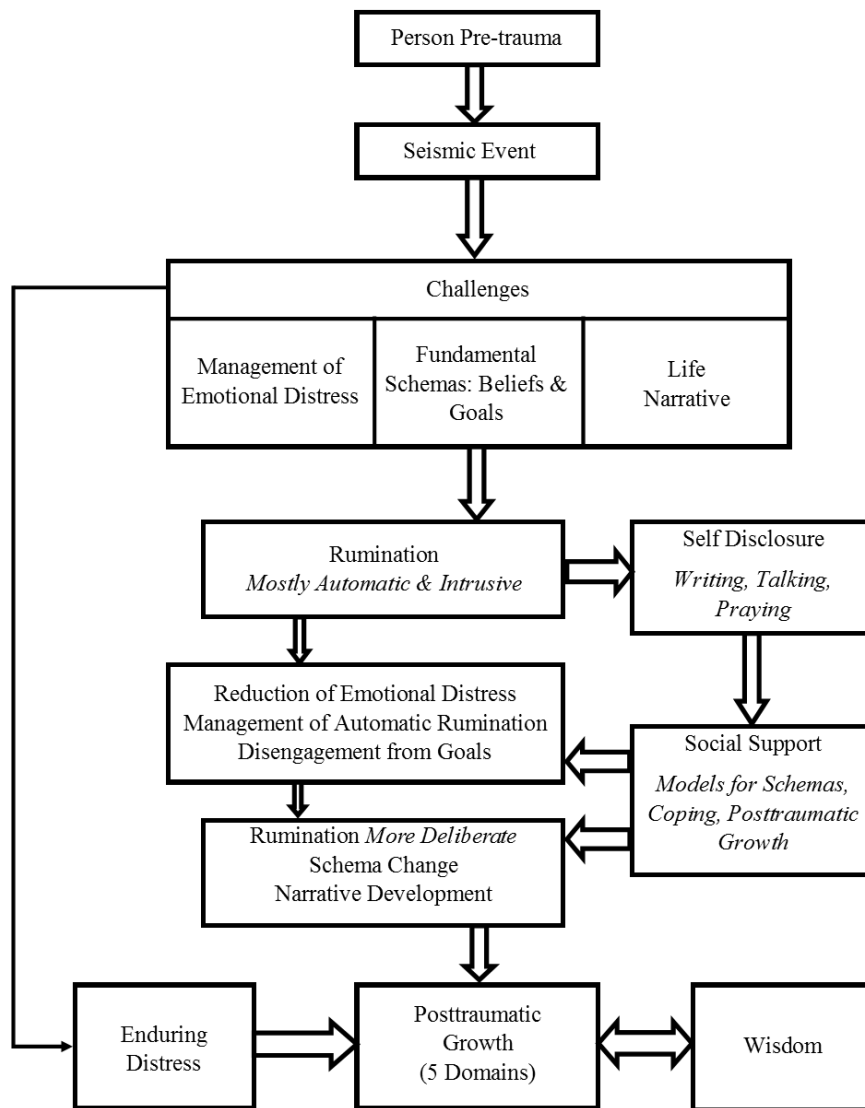 Person Pre-trauma
Seismic Event
Challenges
Management of
Emotional Distress
Fundamental
Schemas: Beliefs &
Goals
Life
Narrative
Rumination
Mostly Automatic & Intrusive
Self Disclosure
Writing, Talking,
Praying
Reduction of Emotional Distress
Management of Automatic Rumination
Disengagement from Goals
Social Support
Models for Schemas,
Coping, Posttraumatic
Growth
Rumination More Deliberate
Schema Change
Narrative Development
Enduring
Distress
Posttraumatic
Growth
(5 Domains)
Wisdom